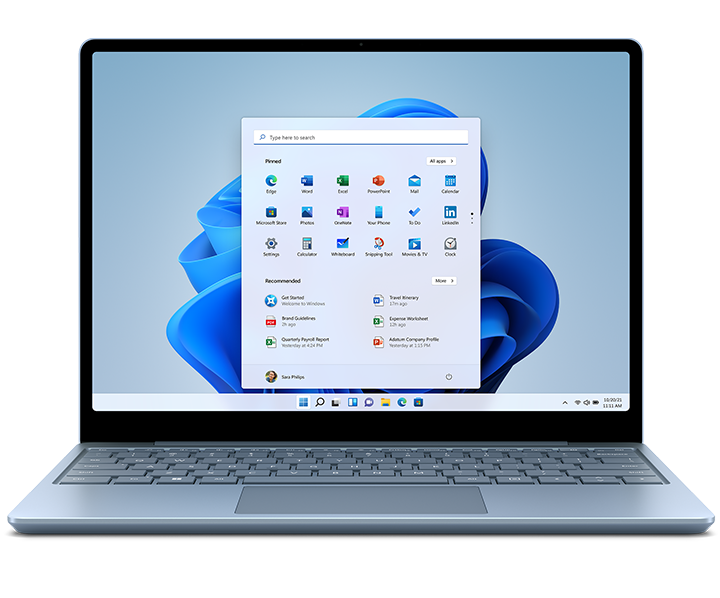 Type here to search
Pinned
All apps >
Edge
Word
Excel
PowerPoint
Mail
Calendar
Microsoft Store
Photos
OneNote
Your Phone
To Do
LinkedIn
Settings
Calculator
Whiteboard
Snipping Tool
Movies & TV
Clock
Recommended
More >
Get Started
Welcome to Windows
Travel Itinerary
17m ago
Brand Guidelines
2h ago
Expense Worksheet
12h ago
Quarterly Payroll Report
Yesterday at 4:24 PM
Adatum Company Profile
Yesterday at 1:15 PM
Sara Philips
10/20/21
11:11 AM